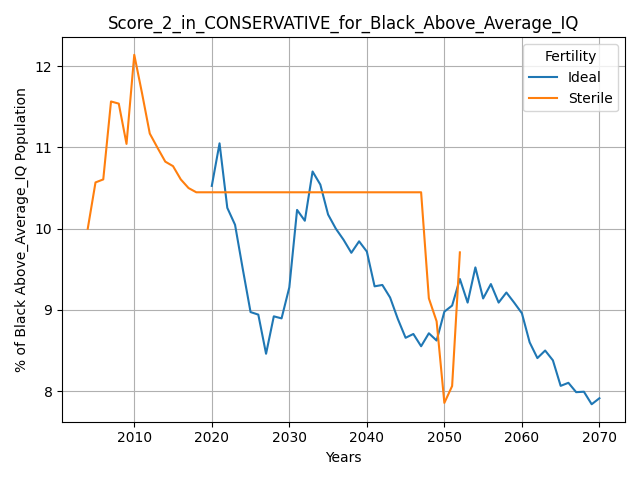 Score_2_in_CONSERVATIVE_for_Black_Above_Average_IQ
% of Black Above_Average_IQ Population
12
11
10
9
8
Fertility
Ideal
Sterile
2010 2020 2030 2040 2050 2060 2070
Years